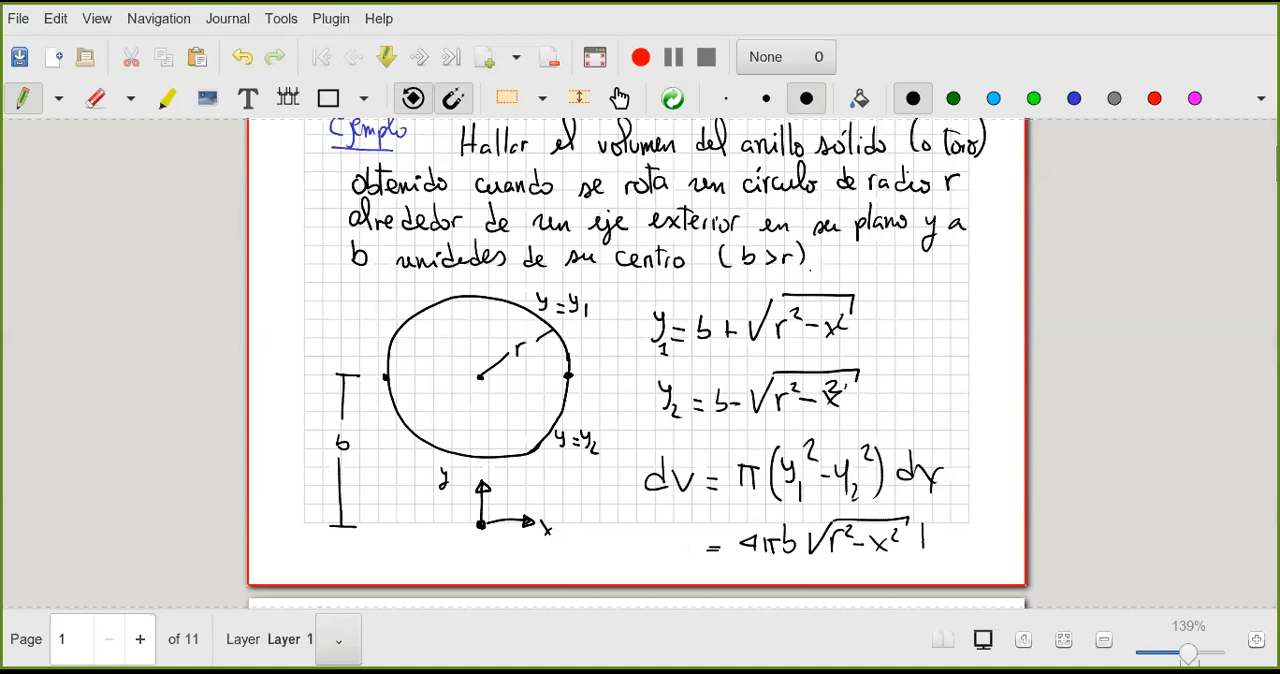 File Edit View Navigation Journal Tools Plugin Help
None 0
T
Ejemplo Hallar el volumen del anillo sólido (o toro)
obtenido cuando se rota un círculo de radio r
alrededor de un eje exterior en su plano y a
b unidades de su centro (b>r).
y=y₁
r
b
y=y₂
y
x
y₁ = b + √(r²-x²)
y₂ = b - √(r²-x²)
dV = π(y₁²-y₂²)dx
= 4πb √(r²-x²)
Page 1 - + of 11 Layer Layer 1
139%